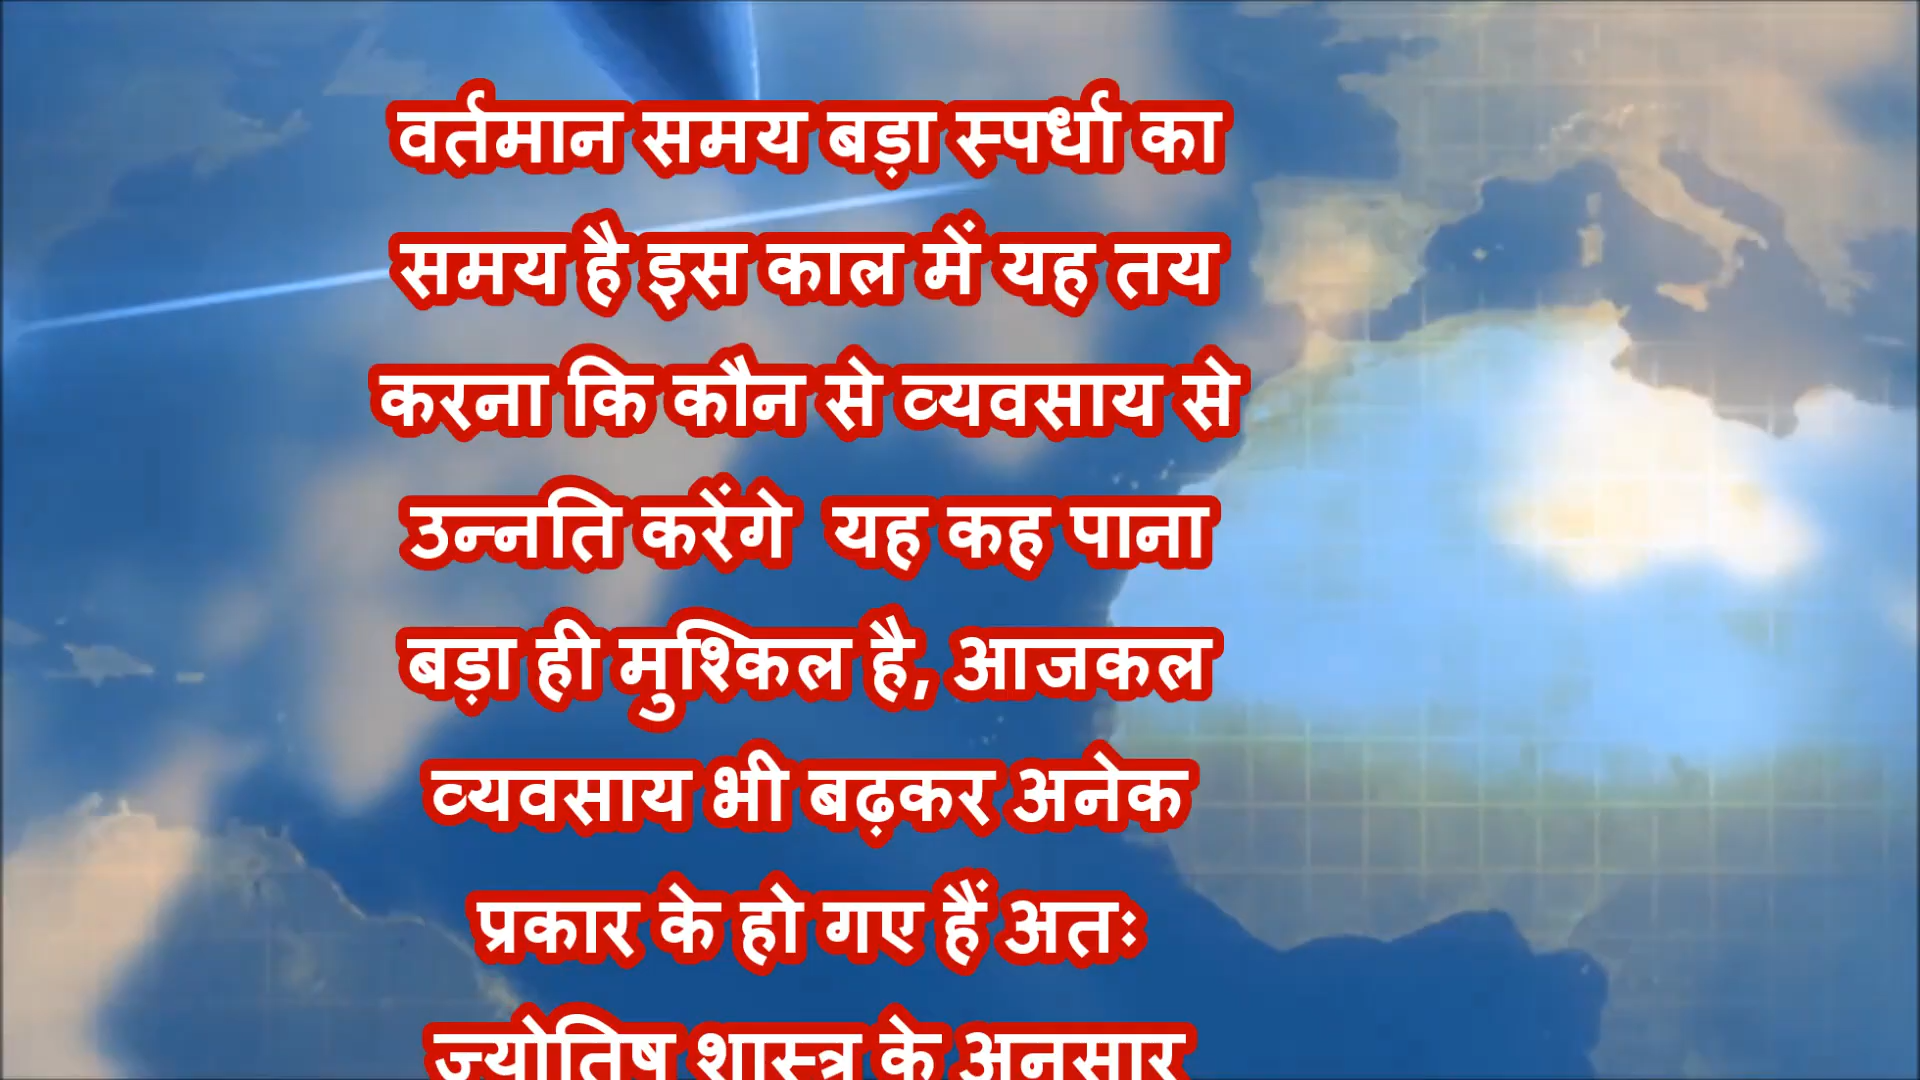 वर्तमान समय बड़ा स्पर्धा का
समय है इस काल में यह तय
करना कि कौन से व्यवसाय से
उन्नति करेंगे  यह कह पाना
बड़ा ही मुश्किल है, आजकल
व्यवसाय भी बढ़कर अनेक
प्रकार के हो गए हैं अतः
ज्योतिष शास्त्र के अनुसार